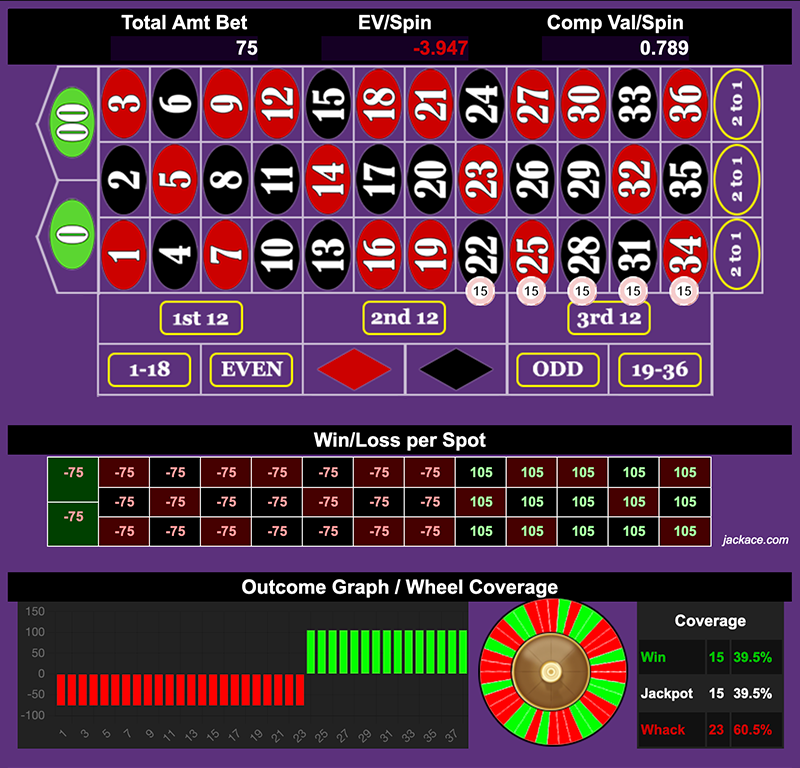 Total Amt Bet EV/Spin Comp Val/Spin
75 -3.947 0.789
00 3 6 9 12 15 18 21 24 27 30 33 36 2 to 1
2 5 8 11 14 17 20 23 26 29 32 35 2 to 1
0 1 4 7 10 13 16 19 22 25 28 31 34 2 to 1
15 15 15 15 15
1st 12 2nd 12 3rd 12
1-18 EVEN ODD 19-36
Win/Loss per Spot
-75 -75 -75 -75 -75 -75 -75 -75 105 105 105 105 105
-75 -75 -75 -75 -75 -75 -75 105 105 105 105 105
-75 -75 -75 -75 -75 -75 -75 -75 105 105 105 105 105
jackace.com
Outcome Graph / Wheel Coverage
150
100
50
0
-50
-100
1 3 5 7 9 11 13 15 17 19 21 23 25 27 29 31 33 35 37
Coverage
Win 15 39.5%
Jackpot 15 39.5%
Whack 23 60.5%